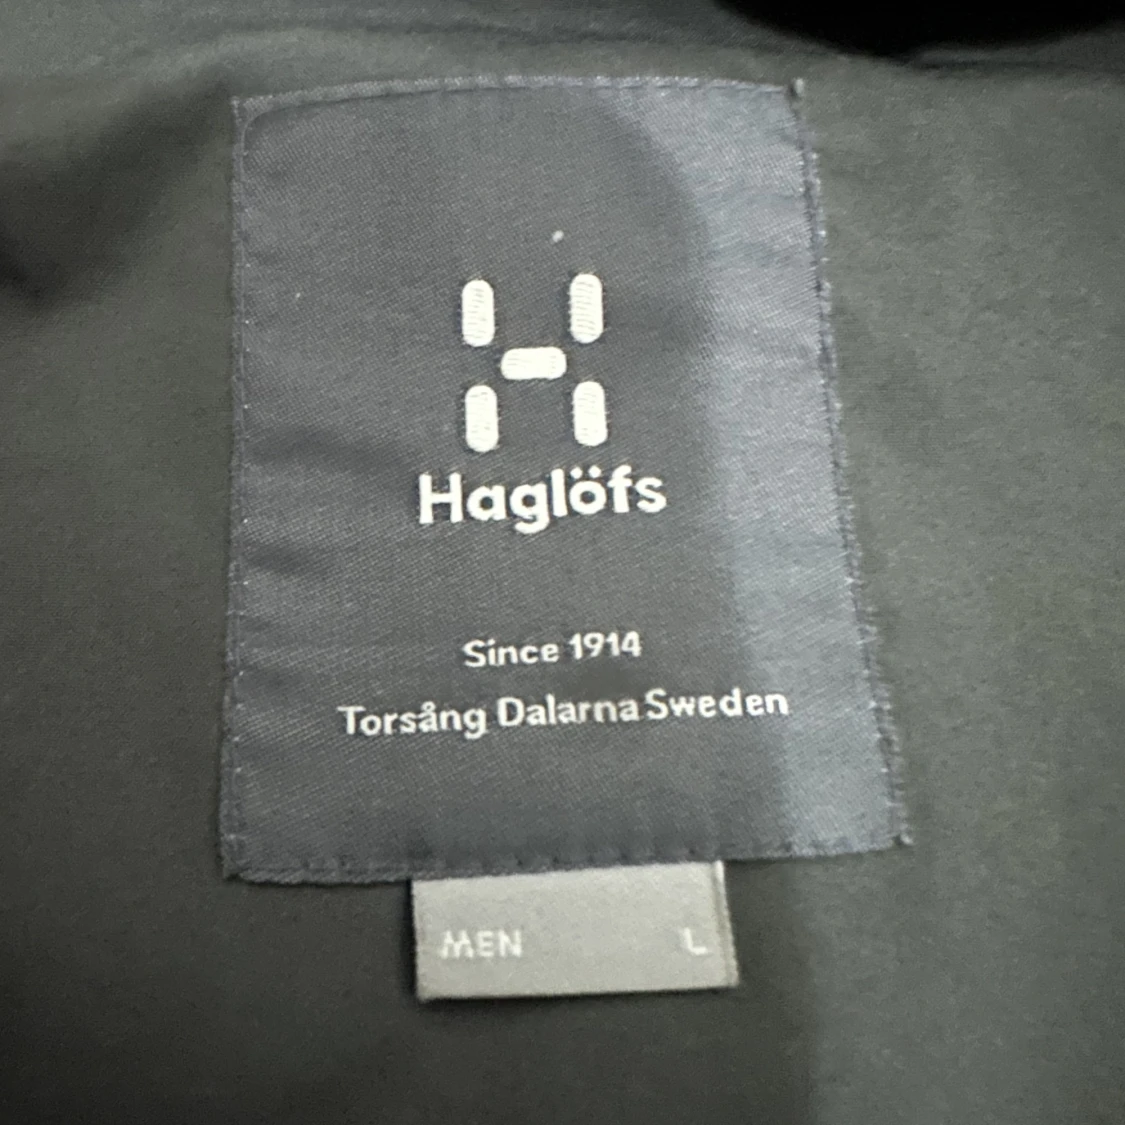 Haglöfs
Since 1914
Torsång Dalarna Sweden
MEN L